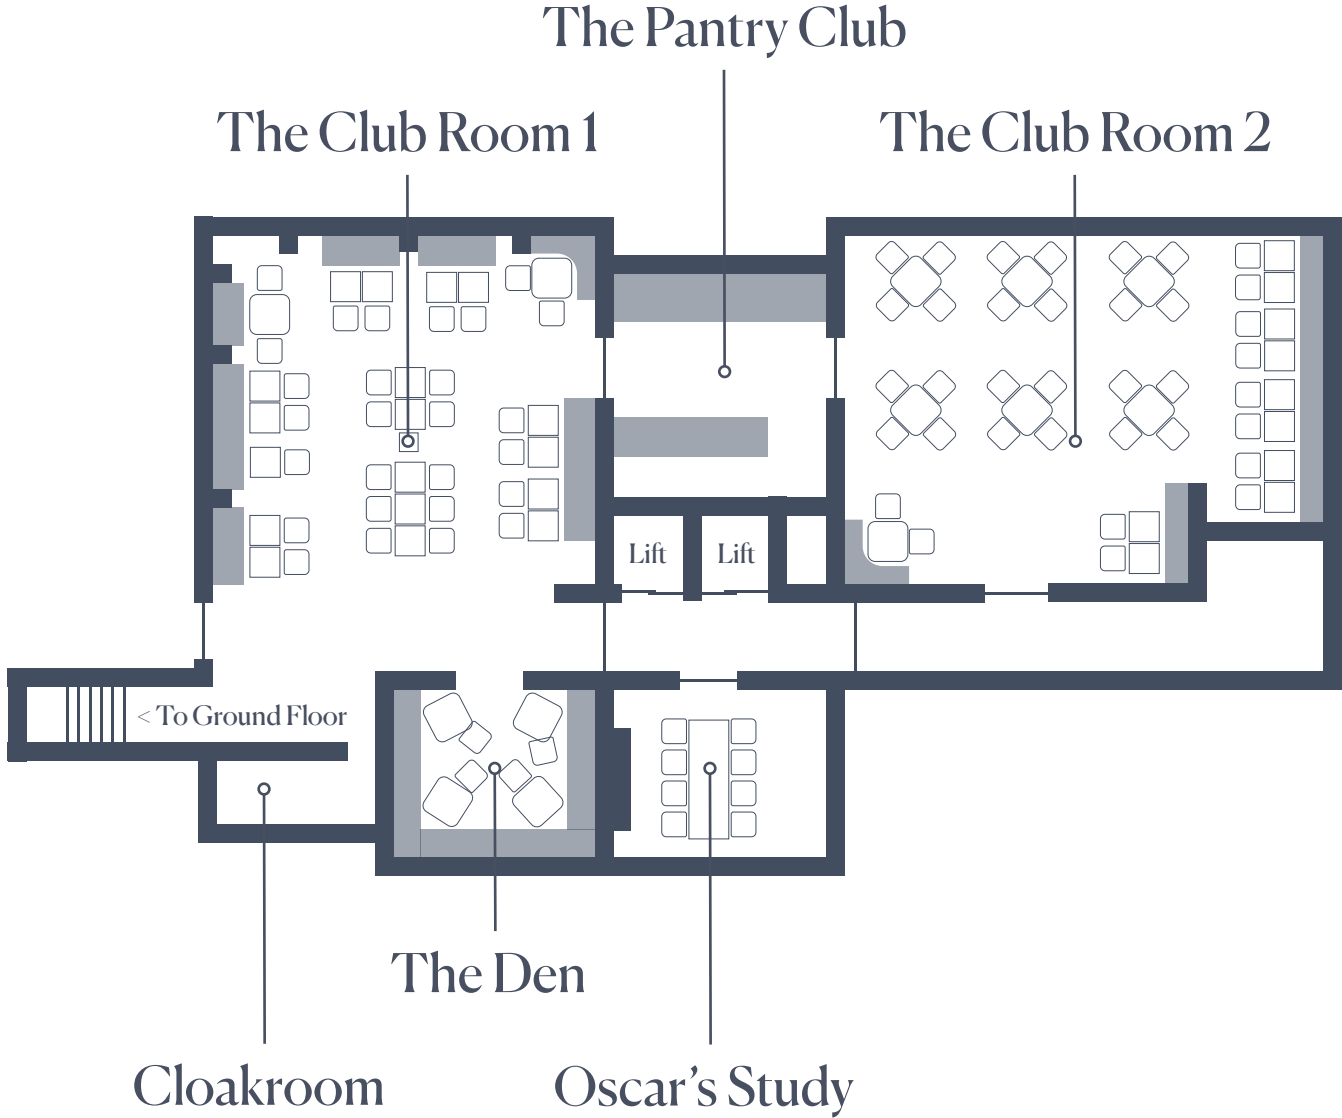 The Pantry Club
The Club Room 1
The Club Room 2
Lift
Lift
< To Ground Floor
The Den
Cloakroom
Oscar’s Study